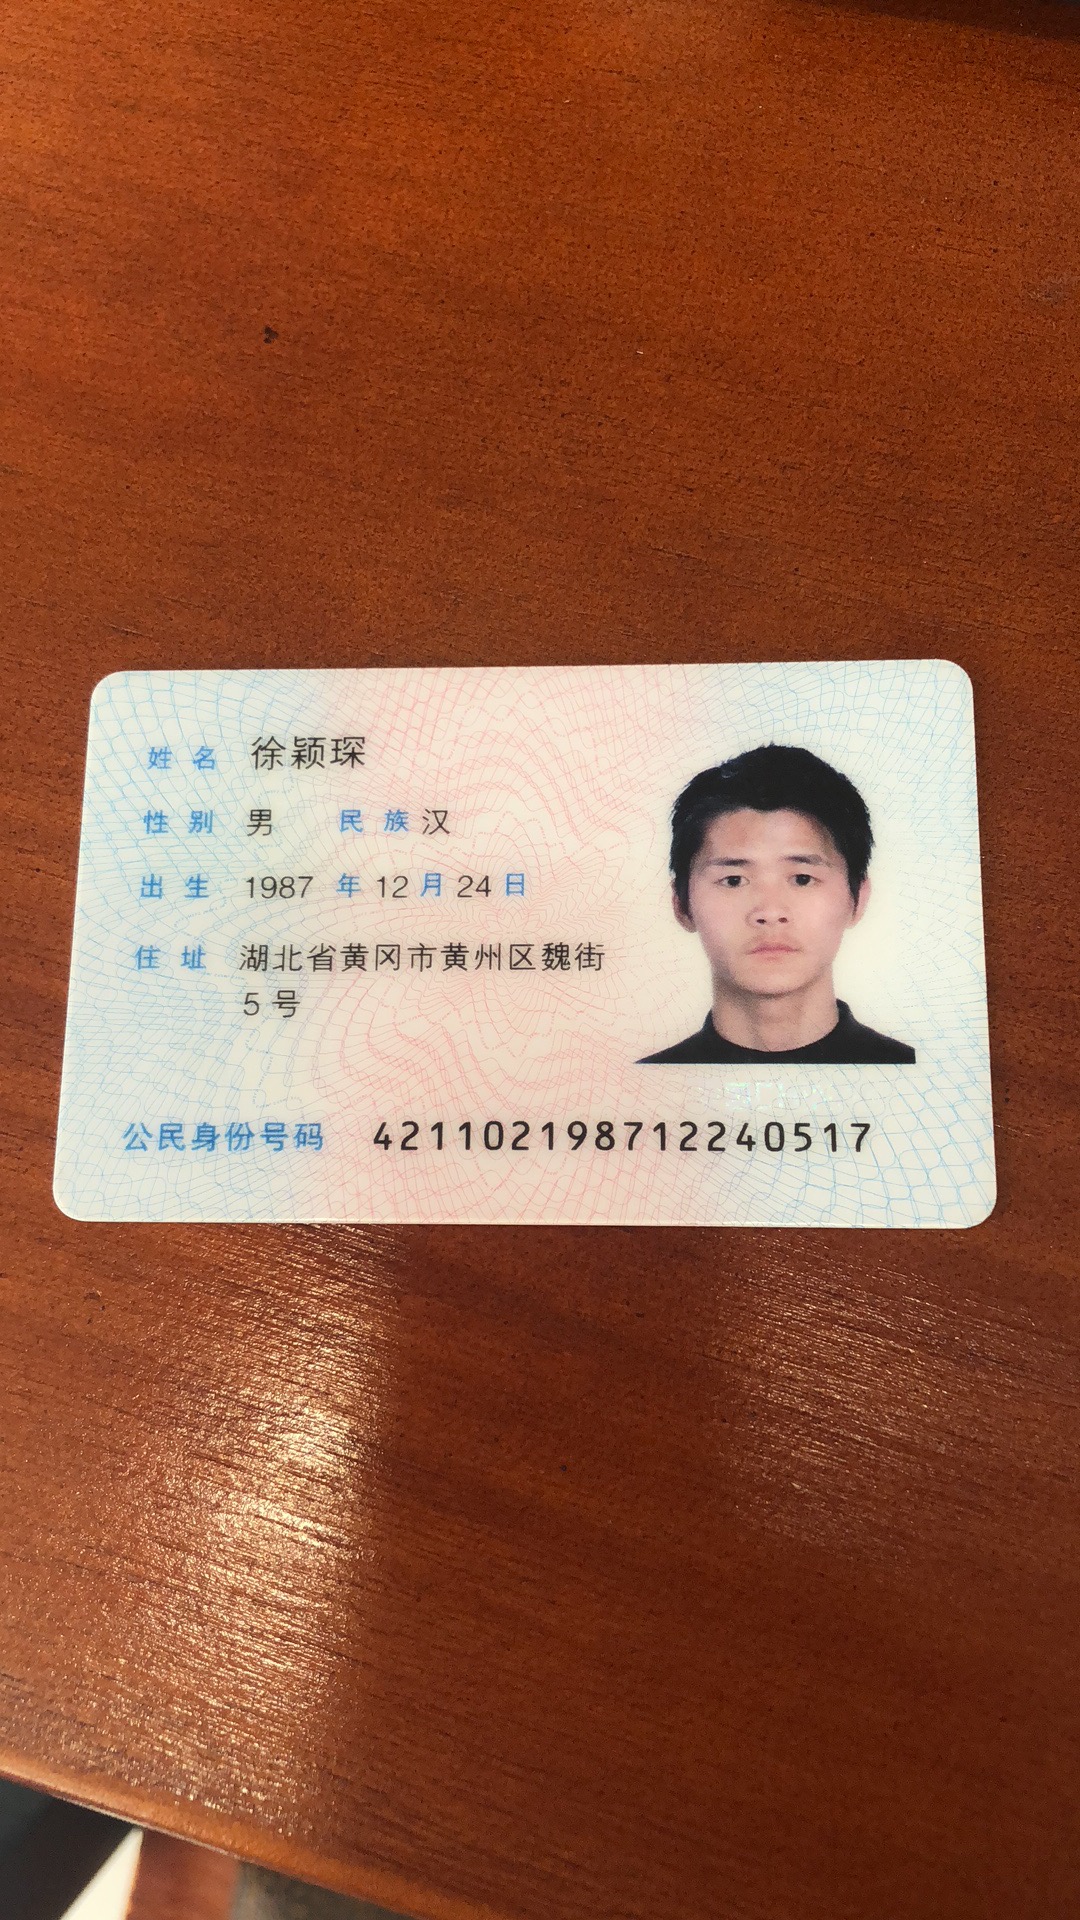 姓名 徐颖琛
性别 男 民族 汉
出生 1987 年 12 月 24 日
住址 湖北省黄冈市黄州区魏街
5 号
公民身份号码 421102198712240517